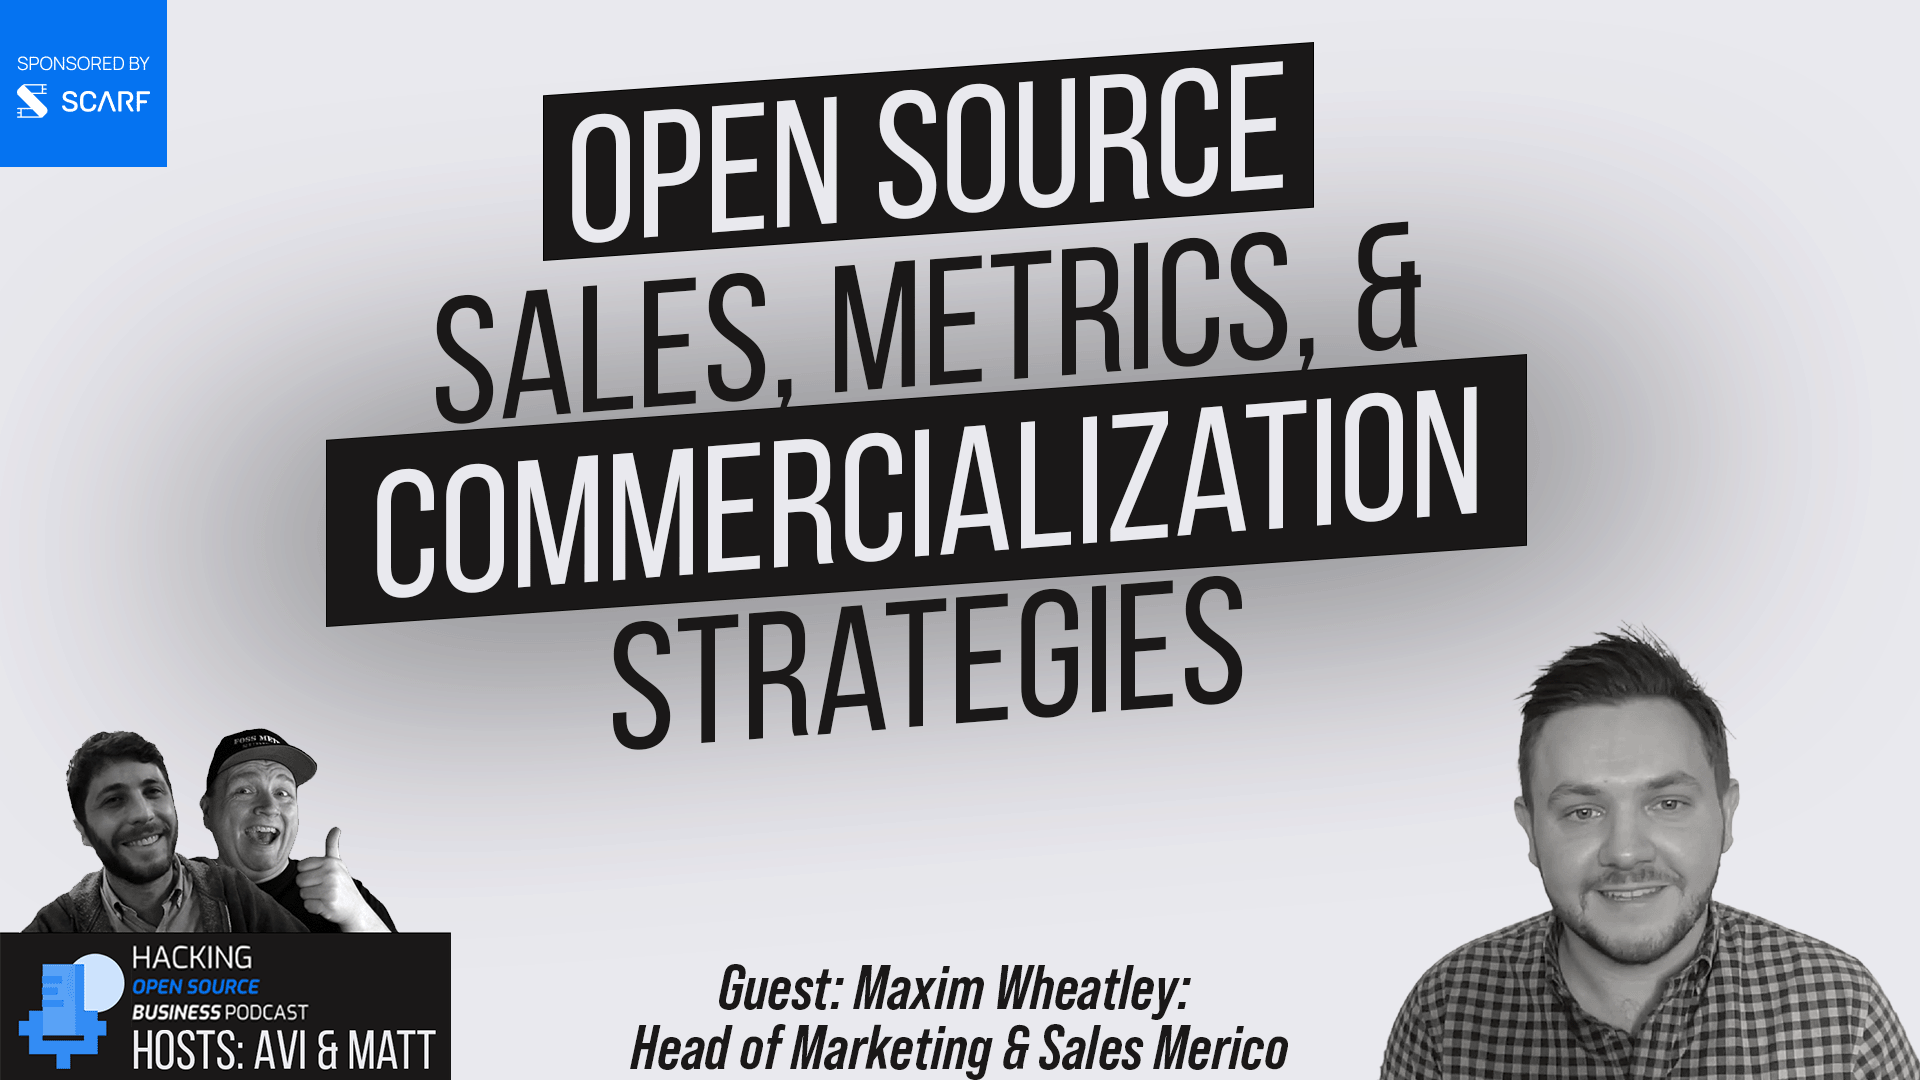 SPONSORED BY
SCARF
OPEN SOURCE
SALES, METRICS, &
COMMERCIALIZATION
STRATEGIES
FOSS
HACKING
OPEN SOURCE
BUSINESS PODCAST
HOSTS: AVI & MATT
Guest: Maxim Wheatley:
Head of Marketing & Sales Merico